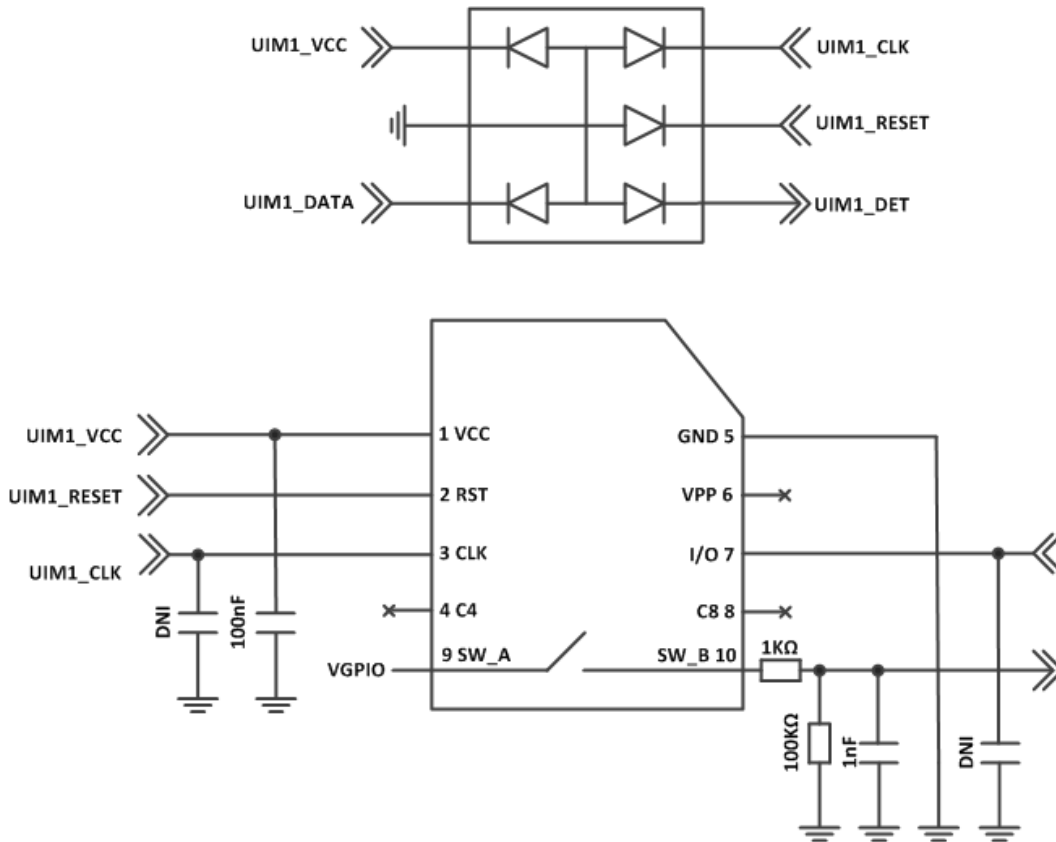 UIM1_VCC
UIM1_CLK
UIM1_RESET
UIM1_DATA
UIM1_DET
UIM1_VCC
1 VCC
GND 5
UIM1_RESET
2 RST
VPP 6
UIM1_CLK
3 CLK
I/O 7
DNI
100nF
4 C4
C8 8
VGPIO
9 SW_A
SW_B 10
1KΩ
100KΩ
1nF
DNI